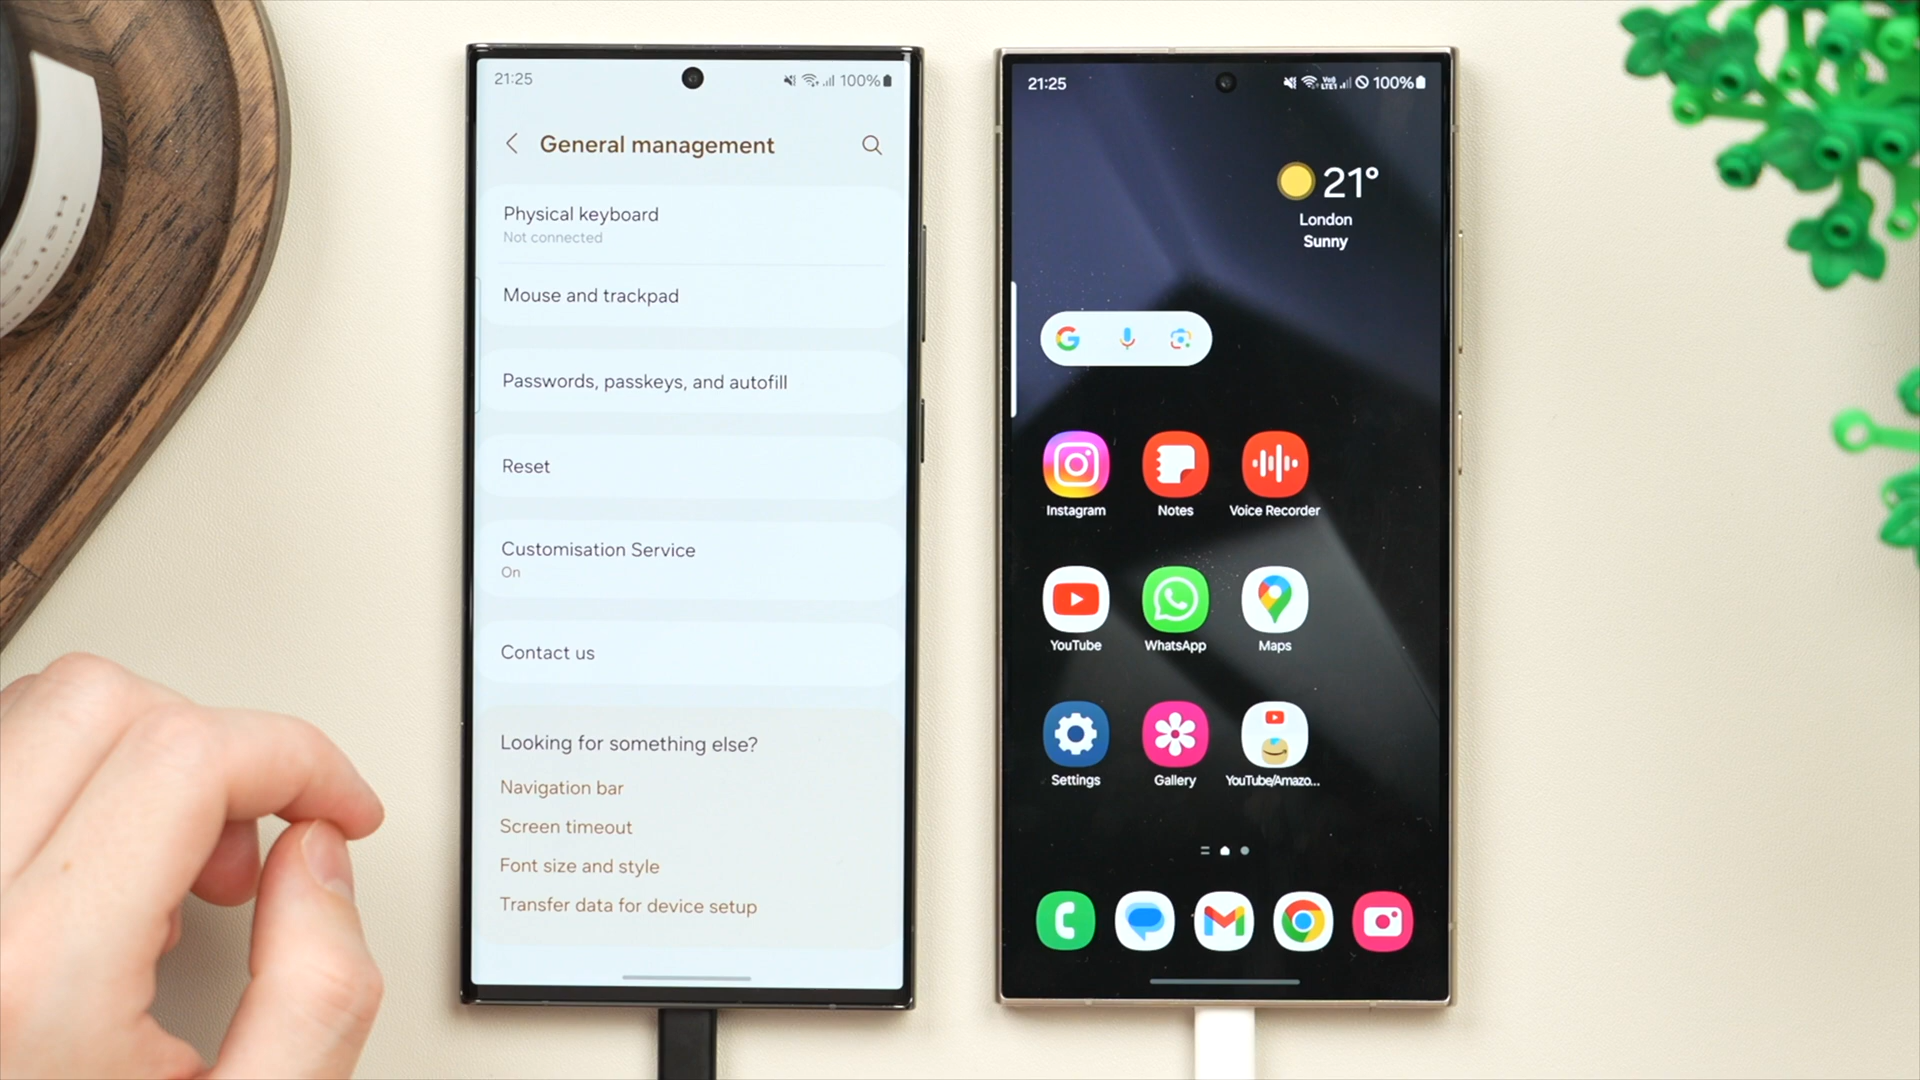 21:25
100%
General management
Physical keyboard
Not connected
Mouse and trackpad
Passwords, passkeys, and autofill
Reset
Customisation Service
On
Contact us
Looking for something else?
Navigation bar
Screen timeout
Font size and style
Transfer data for device setup
21:25
100%
21°
London
Sunny
Instagram
Notes
Voice Recorder
YouTube
WhatsApp
Maps
Settings
Gallery
YouTube/Amazo...